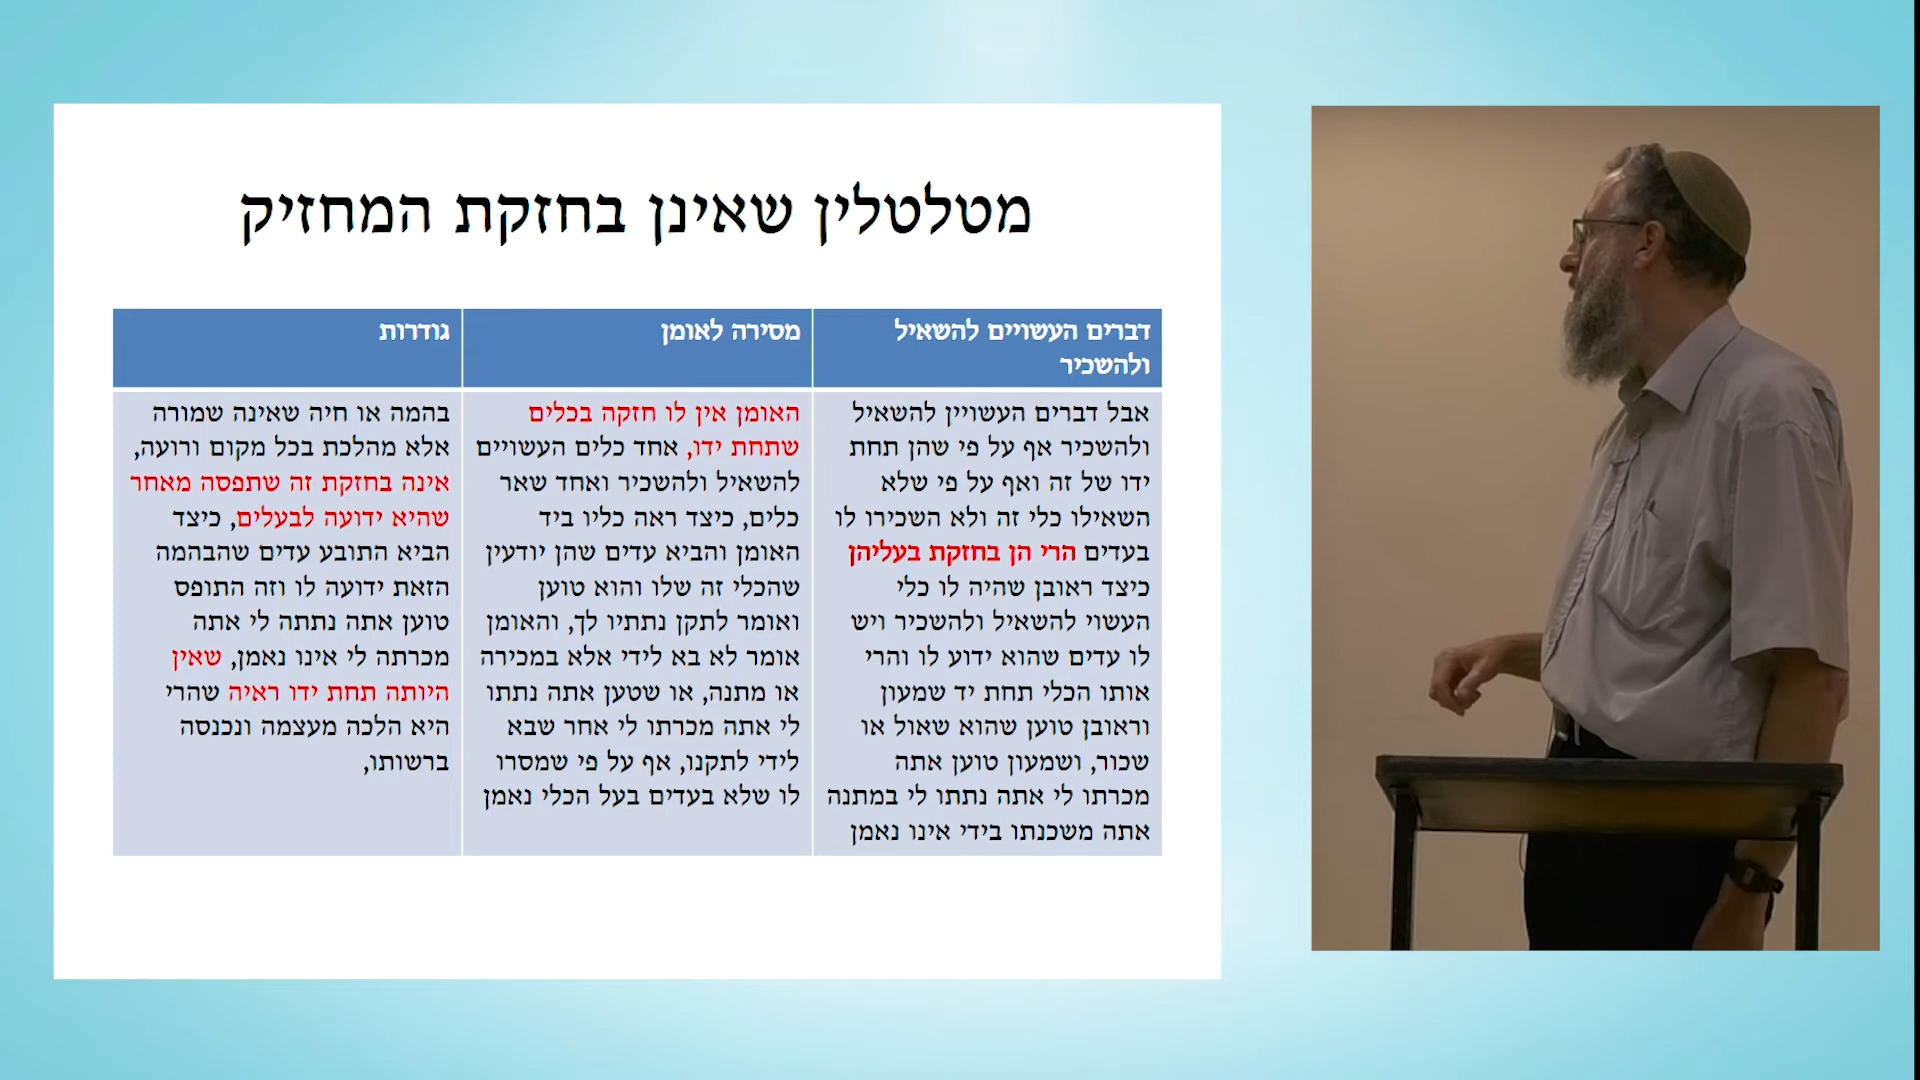 מטלטלין שאינן בחזקת המחזיק
דברים העשויים להשאיל
ולהשכיר
אבל דברים העשויין להשאיל
ולהשכיר אף על פי שהן תחת
ידו של זה ואף על פי שלא
השאילו כלי זה ולא השכירו לו
בעדים הרי הן בחזקת בעליהן
כיצד ראובן שהיה לו כלי
העשוי להשאיל ולהשכיר ויש
לו עדים שהוא ידוע לו והרי
אותו הכלי תחת יד שמעון
וראובן טוען שהוא שאול או
שכור, ושמעון טוען אתה
מכרתו לי אתה נתתו לי במתנה
אתה משכנתו בידי אינו נאמן
מסירה לאומן
האומן אין לו חזקה בכלים
שתחת ידו, אחד כלים העשויים
להשאיל ולהשכיר ואחד שאר
כלים, כיצד ראה כליו ביד
האומן והביא עדים שהן יודעין
שהכלי זה שלו והוא טוען
ואומר לתקן נתתיו לך, והאומן
אומר לא בא לידי אלא במכירה
או מתנה, או שטען אתה נתתו
לי אתה מכרתו לי אחר שבא
לידי לתקנו, אף על פי שמסרו
לו שלא בעדים בעל הכלי נאמן
גודרות
בהמה או חיה שאינה שמורה
אלא מהלכת בכל מקום ורועה,
אינה בחזקת זה שתפסה מאחר
שהיא ידועה לבעלים, כיצד
הביא התובע עדים שהבהמה
הזאת ידועה לו וזה התופס
טוען אתה נתתה לי אתה
מכרתה לי אינו נאמן, שאין
היותה תחת ידו ראיה שהרי
היא הלכה מעצמה ונכנסה
ברשותו,